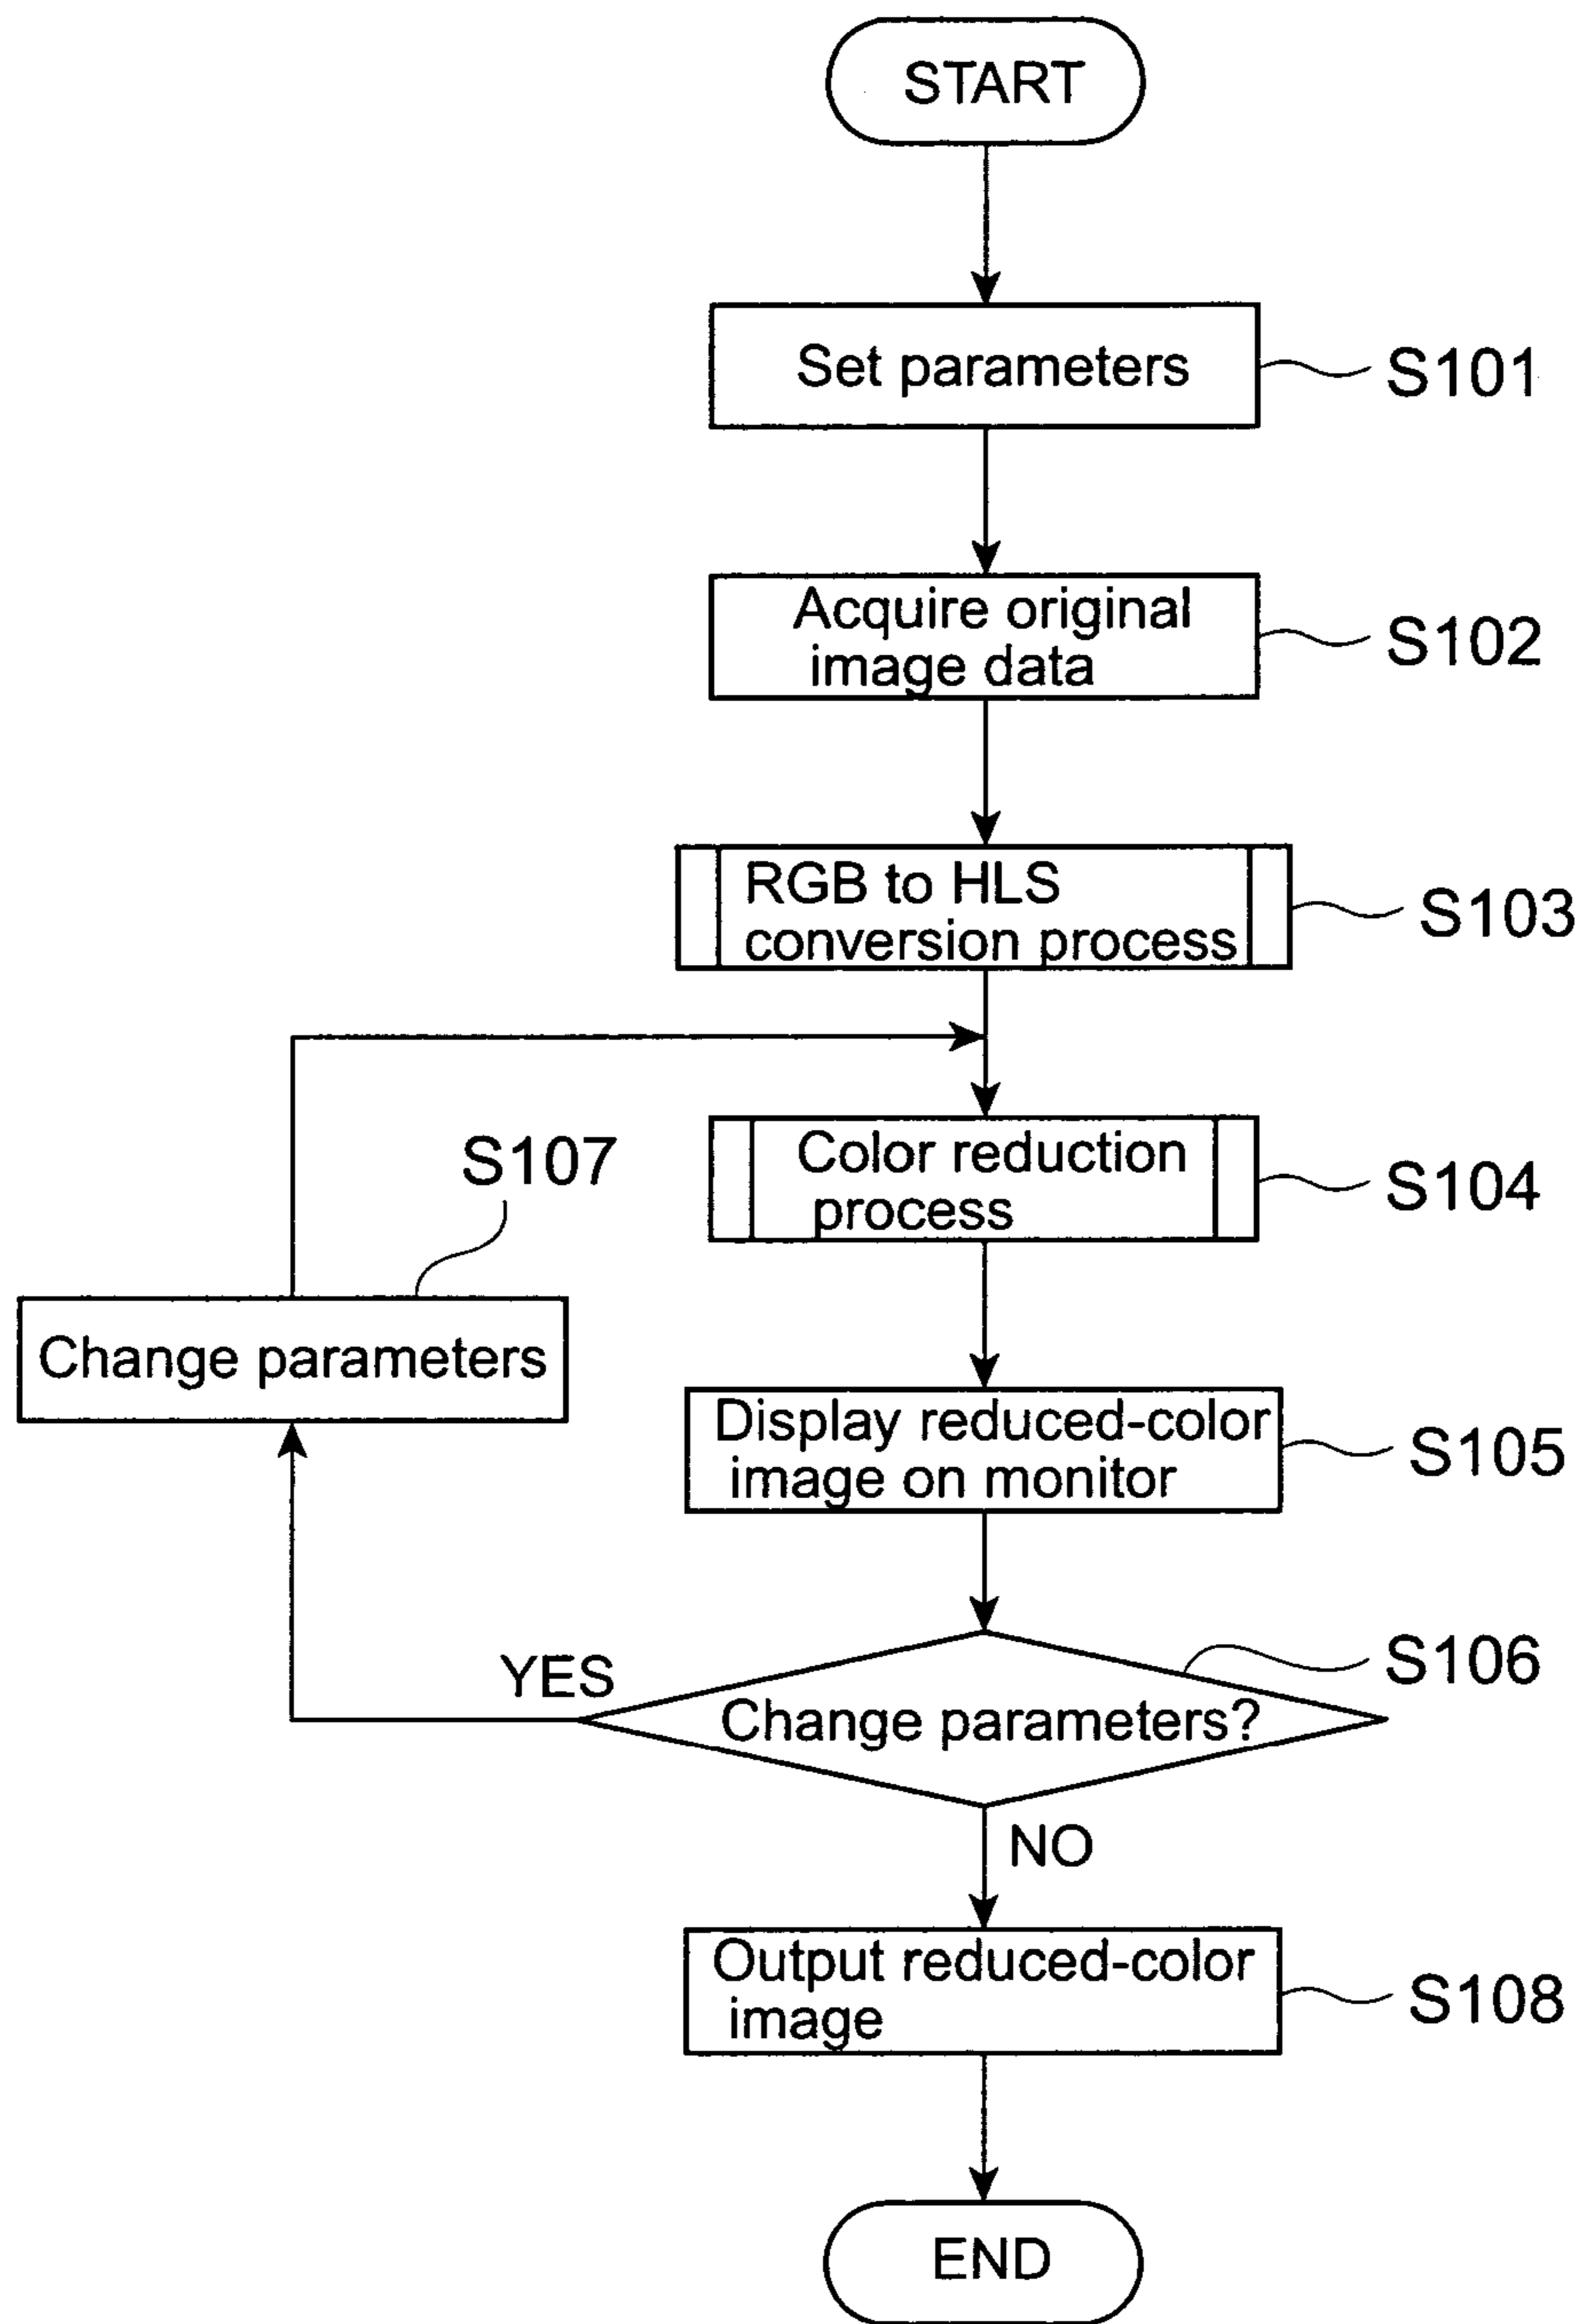 START
Set parameters
S101
Acquire original
image data
S102
RGB to HLS
conversion process
S103
Color reduction
process
S104
S107
Change parameters
Display reduced-color
image on monitor
S105
YES
Change parameters?
S106
NO
Output reduced-color
image
S108
END